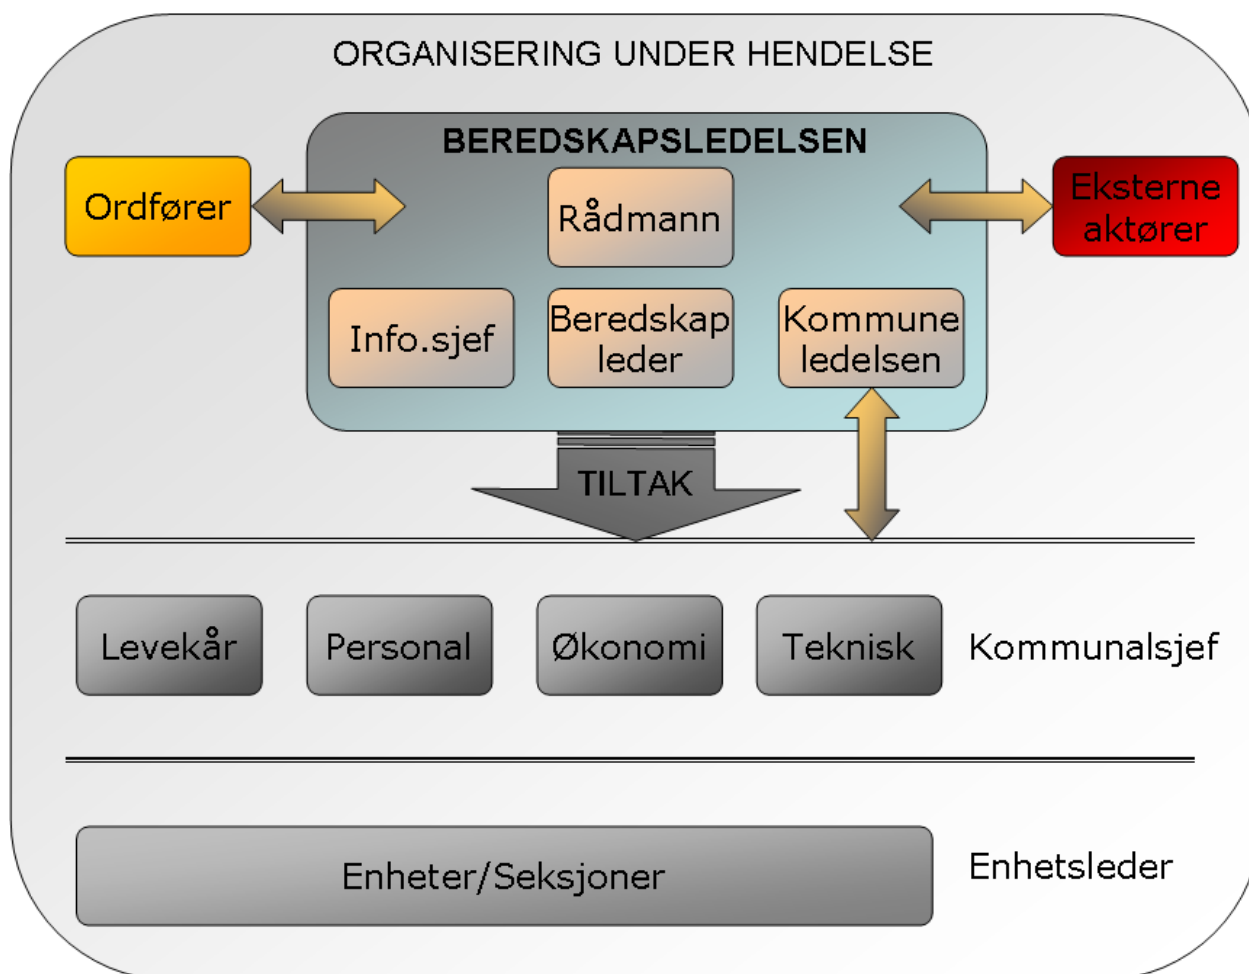 ORGANISERING UNDER HENDELSE
BEREDSKAPSLEDELSEN
Ordfører
Rådmann
Eksterne
aktører
Info.sjef
Beredskap
leder
Kommune
ledelsen
TILTAK
Levekår
Personal
Økonomi
Teknisk
Kommunalsjef
Enheter/Seksjoner
Enhetsleder